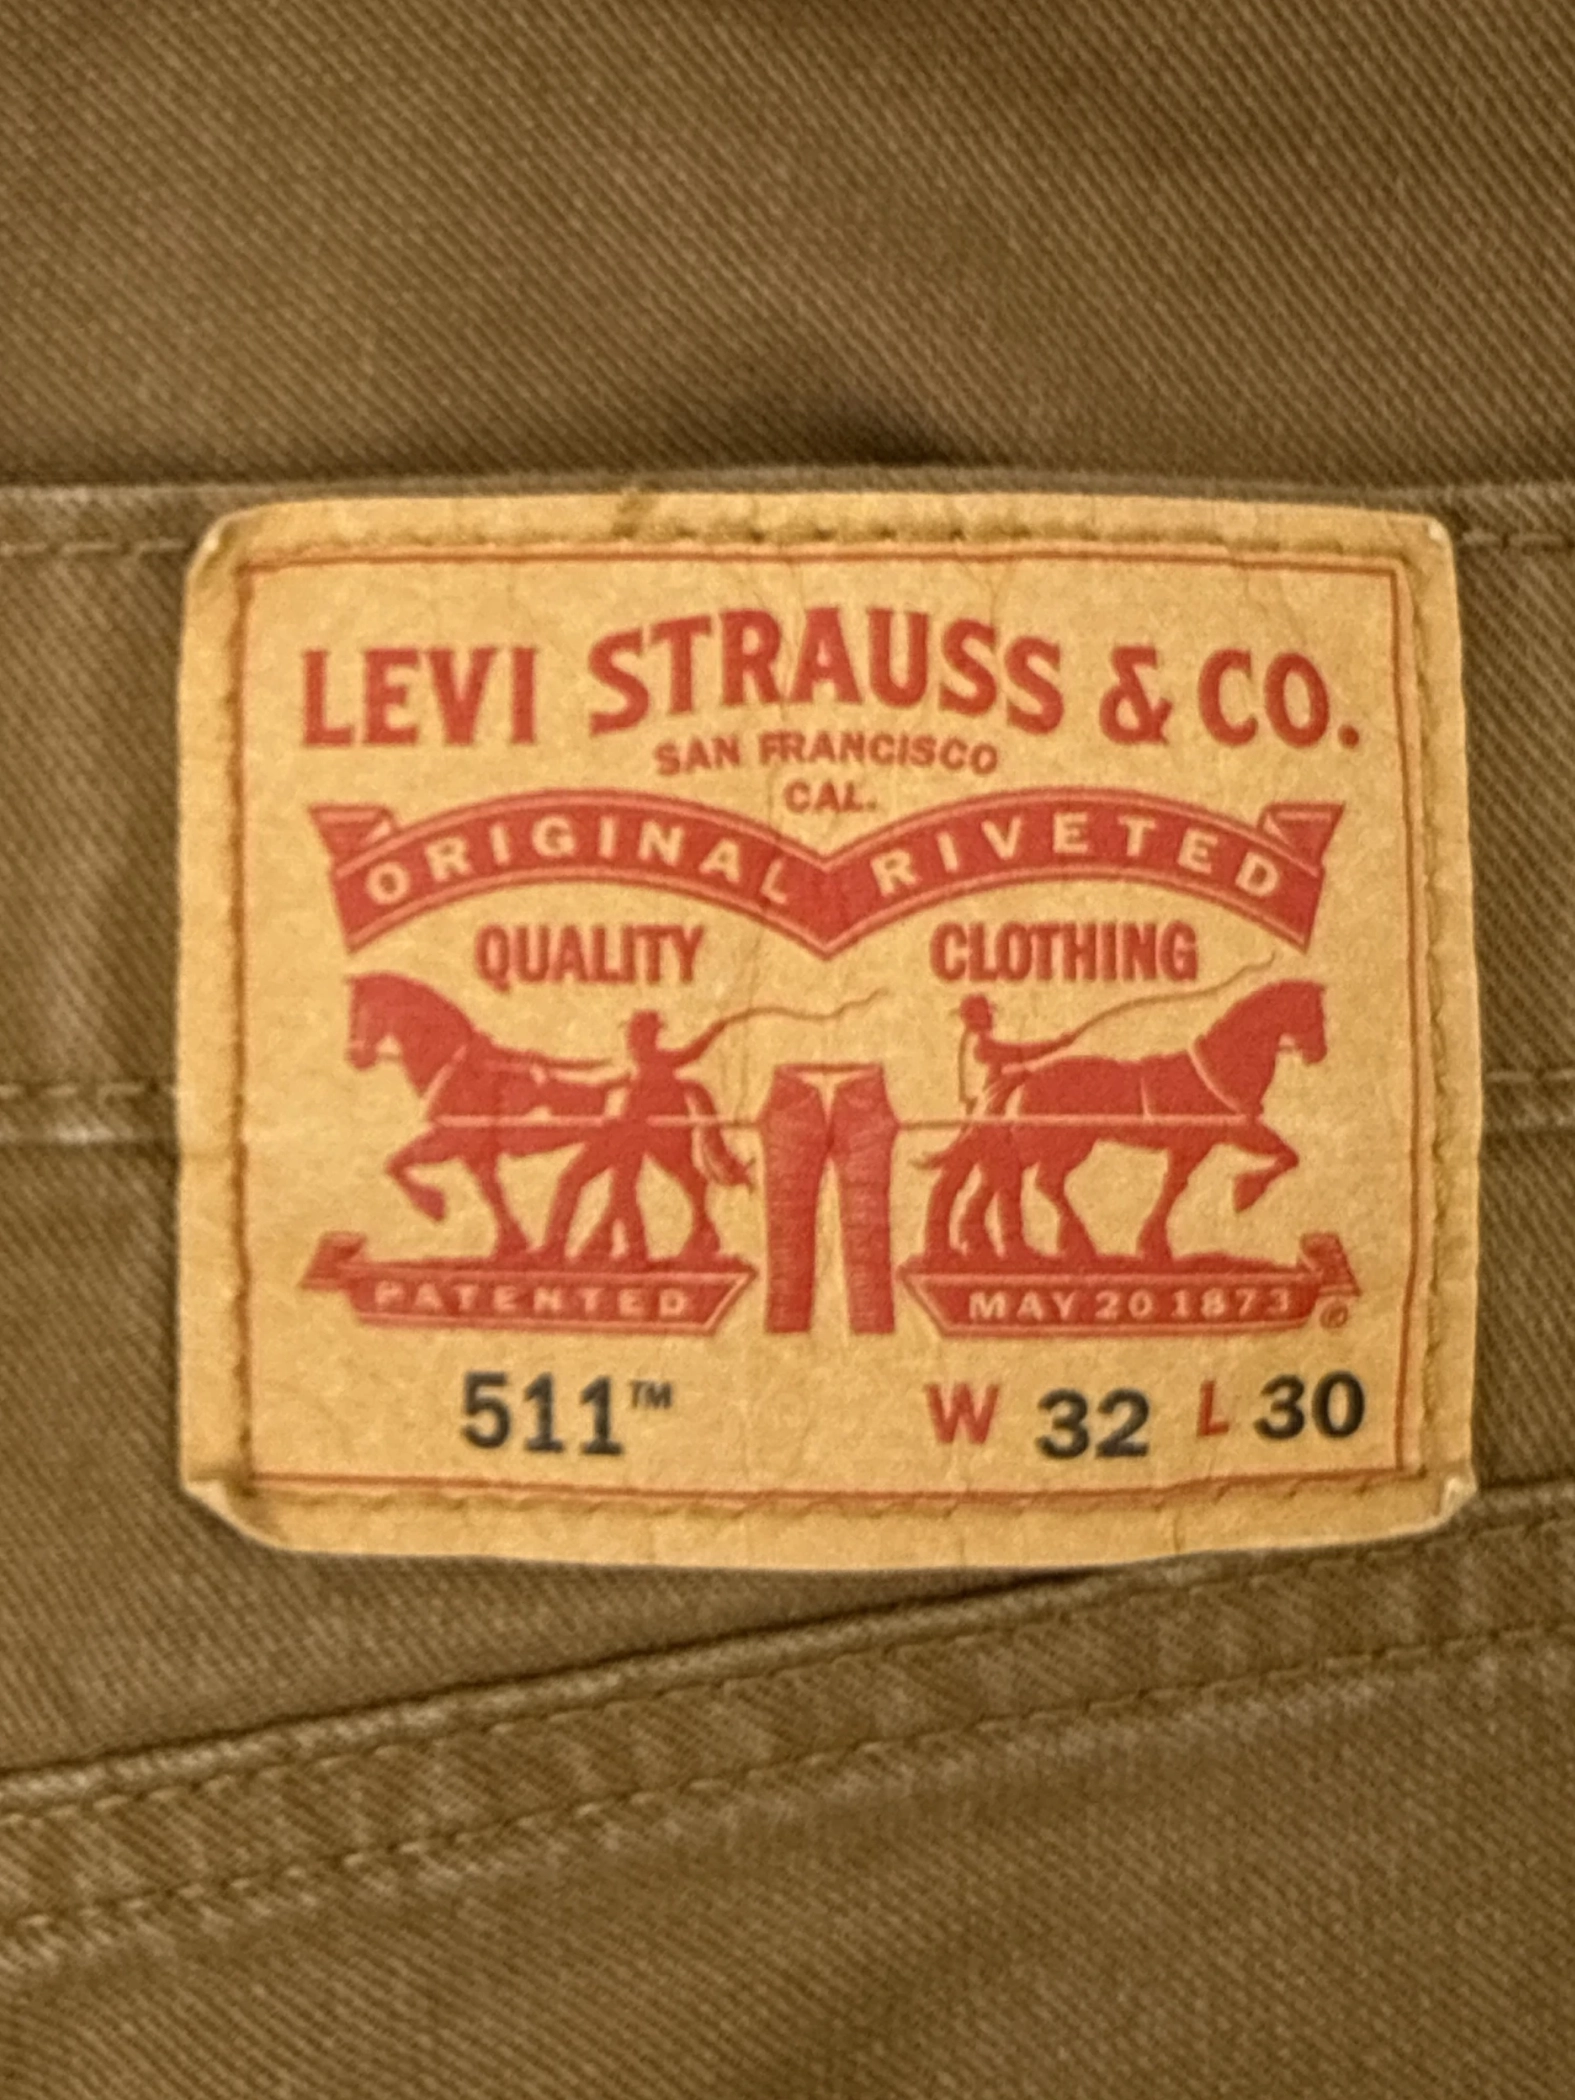 LEVI STRAUSS & CO.
SAN FRANCISCO
CAL.
ORIGINAL RIVETED
QUALITY CLOTHING
PATENTED MAY 20 1873 ®
511™ W 32 L 30